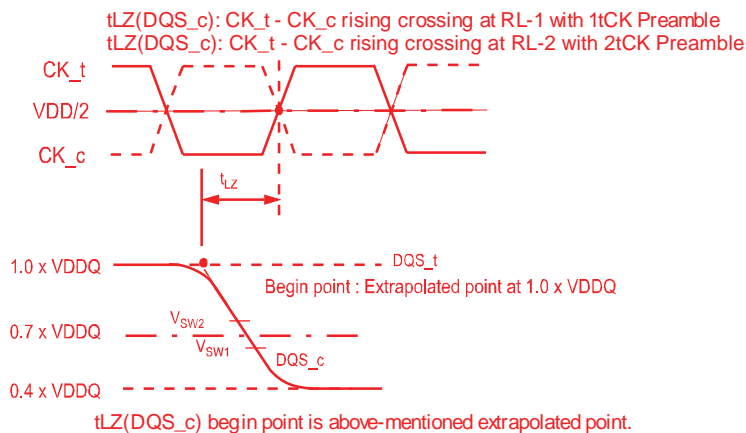 tLZ(DQS_c): CK_t - CK_c rising crossing at RL-1 with 1tCK Preamble
tLZ(DQS_c): CK_t - CK_c rising crossing at RL-2 with 2tCK Preamble
CK_t
VDD/2
CK_c
tLZ
1.0 x VDDQ
DQS_t
Begin point : Extrapolated point at 1.0 x VDDQ
VSW2
0.7 x VDDQ
VSW1
DQS_c
0.4 x VDDQ
tLZ(DQS_c) begin point is above-mentioned extrapolated point.